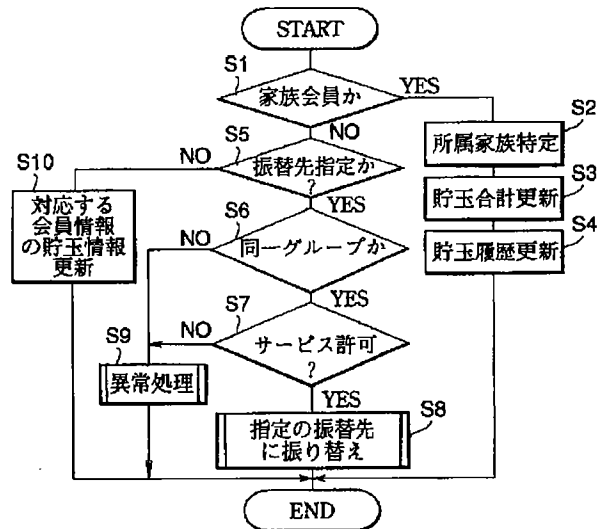 START
S1
家族会員か
YES
NO
S2
所属家族特定
S3
貯玉合計更新
S4
貯玉履歴更新
S5
振替先指定か
?
NO
YES
S10
対応する
会員情報
の貯玉情報
更新
S6
同一グループか
NO
YES
S7
サービス許可
?
NO
YES
S9
異常処理
S8
指定の振替先
に振り替え
END